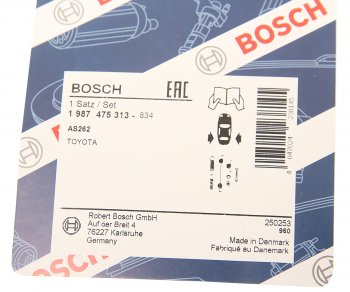 BOSCH
BOSCH
EAC
1 Satz / Set
1 987 475 313 - 834
AS262
TOYOTA
BOSCH
Robert Bosch GmbH
Auf der Breit 4
76227 Karlsruhe
Germany
250253
960
Made in Denmark
Fabriqué au Danemark